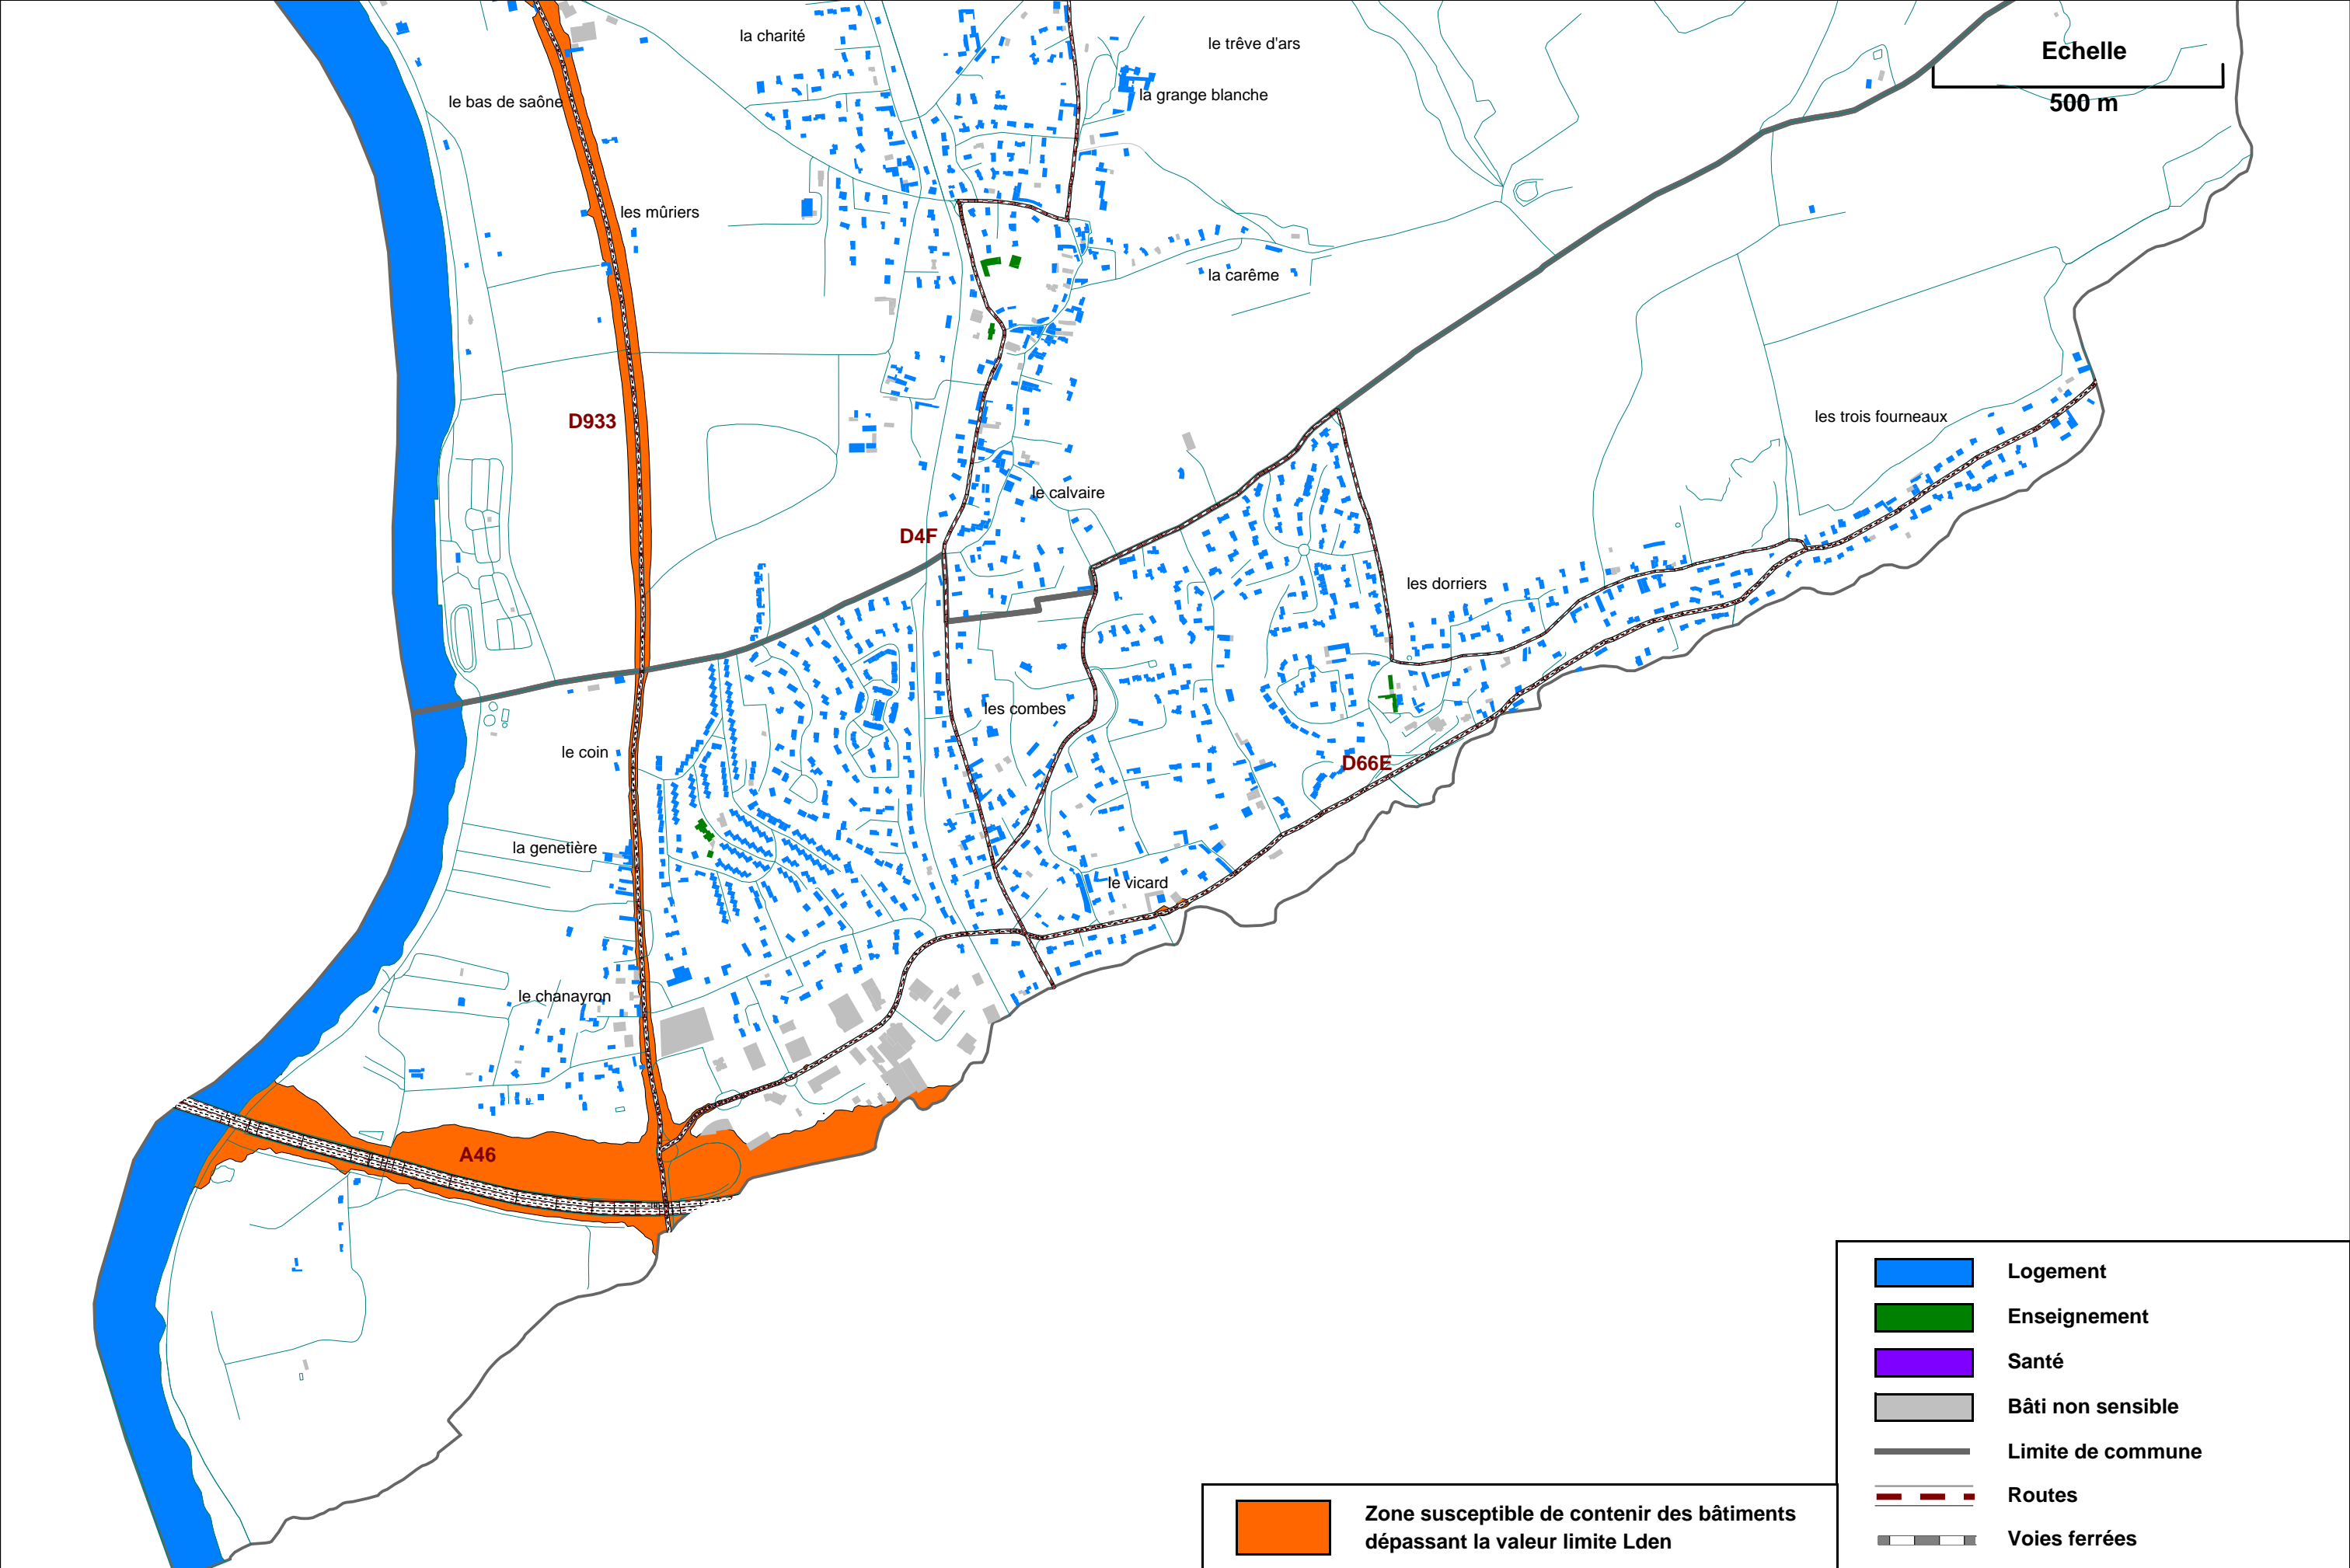 la charité
le trêve d'ars
Echelle
500 m
le bas de saône
la grange blanche
les mûriers
la carême
D933
les trois fourneaux
le calvaire
D4F
les dorriers
les combes
le coin
D66E
la genetière
le vicard
le chanayron
A46
Logement
Enseignement
Santé
Bâti non sensible
Limite de commune
Routes
Voies ferrées
Zone susceptible de contenir des bâtiments
dépassant la valeur limite Lden